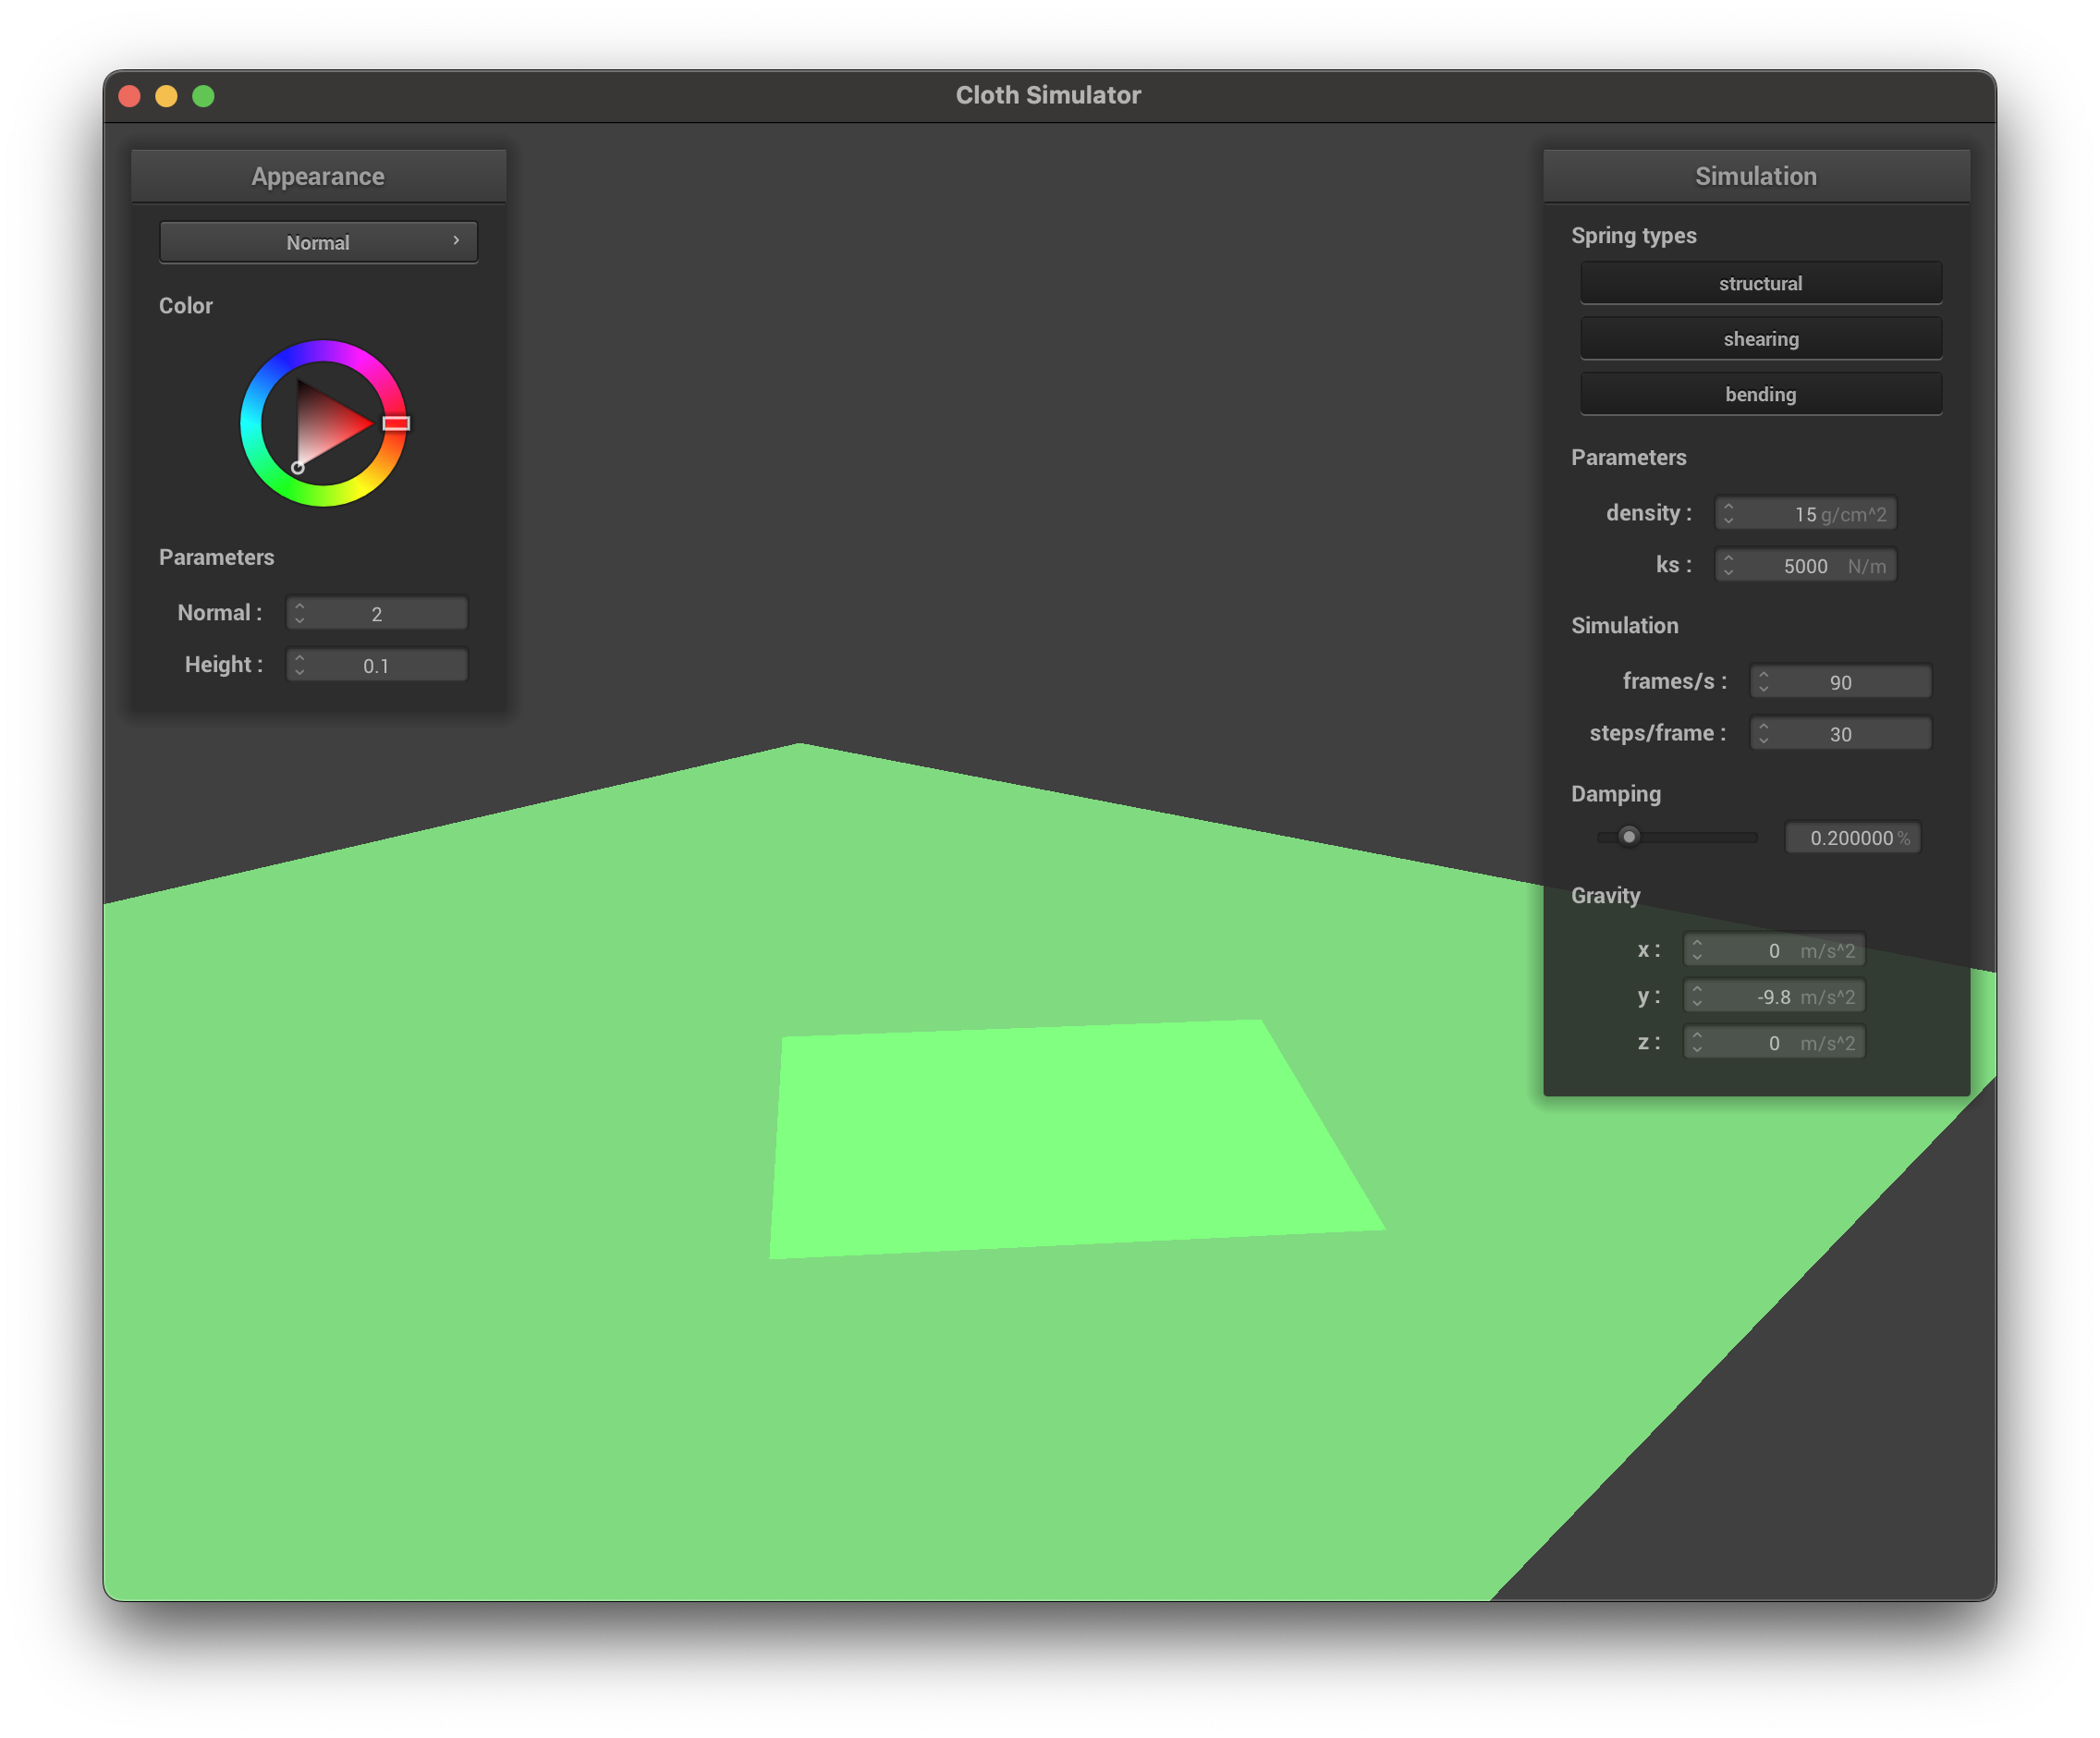 Cloth Simulator
Appearance
Normal
Color
Parameters
Normal : 2
Height : 0.1
Simulation
Spring types
structural
shearing
bending
Parameters
density : 15 g/cm^2
ks : 5000 N/m
Simulation
frames/s : 90
steps/frame : 30
Damping
0.200000 %
Gravity
x : 0 m/s^2
y : -9.8 m/s^2
z : 0 m/s^2